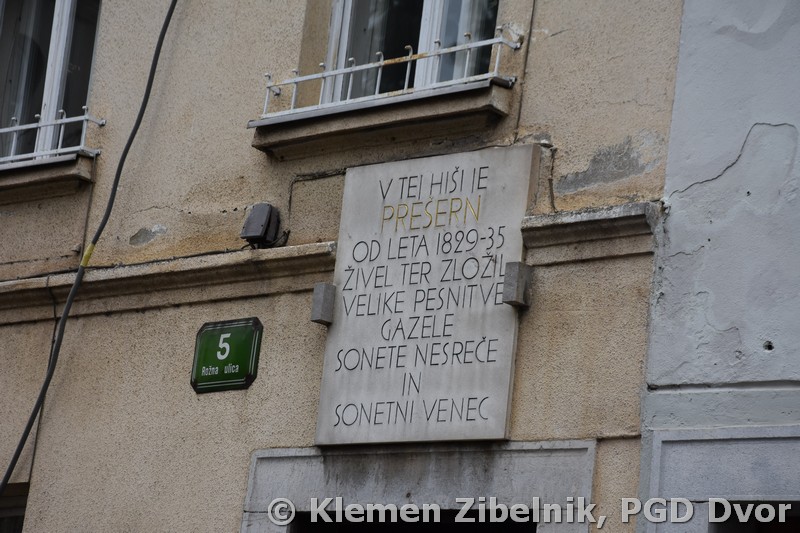 V TEJ HIŠI JE
PREŠERN
OD LETA 1829-35
ŽIVEL TER ZLOŽIL
VELIKE PESNITVE
GAZELE
SONETE NESREČE
IN
SONETNI VENEC
5
Rožna ulica
© Klemen Zibelnik, PGD Dvor